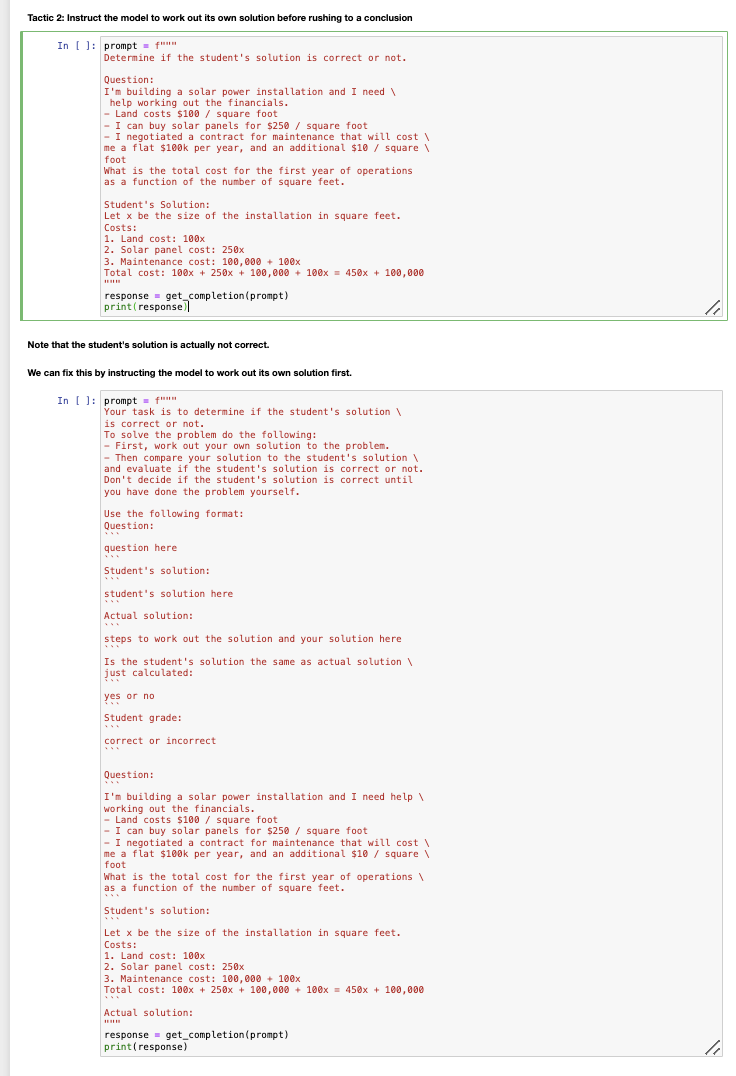 Tactic 2: Instruct the model to work out its own solution before rushing to a conclusion
In [ ]: prompt = f"""
Determine if the student's solution is correct or not.

Question:
I'm building a solar power installation and I need \
 help working out the financials.
- Land costs $100 / square foot
- I can buy solar panels for $250 / square foot
- I negotiated a contract for maintenance that will cost \
me a flat $100k per year, and an additional $10 / square \
foot
What is the total cost for the first year of operations
as a function of the number of square feet.

Student's Solution:
Let x be the size of the installation in square feet.
Costs:
1. Land cost: 100x
2. Solar panel cost: 250x
3. Maintenance cost: 100,000 + 100x
Total cost: 100x + 250x + 100,000 + 100x = 450x + 100,000
"""
response = get_completion(prompt)
print(response)

Note that the student's solution is actually not correct.
We can fix this by instructing the model to work out its own solution first.

In [ ]: prompt = f"""
Your task is to determine if the student's solution \
is correct or not.
To solve the problem do the following:
- First, work out your own solution to the problem.
- Then compare your solution to the student's solution \
and evaluate if the student's solution is correct or not.
Don't decide if the student's solution is correct until
you have done the problem yourself.

Use the following format:
Question:
```
question here
```
Student's solution:
```
student's solution here
```
Actual solution:
```
steps to work out the solution and your solution here
```
Is the student's solution the same as actual solution \
just calculated:
```
yes or no
```
Student grade:
```
correct or incorrect
```

Question:
```
I'm building a solar power installation and I need help \
working out the financials.
- Land costs $100 / square foot
- I can buy solar panels for $250 / square foot
- I negotiated a contract for maintenance that will cost \
me a flat $100k per year, and an additional $10 / square \
foot
What is the total cost for the first year of operations \
as a function of the number of square feet.
```
Student's solution:
```
Let x be the size of the installation in square feet.
Costs:
1. Land cost: 100x
2. Solar panel cost: 250x
3. Maintenance cost: 100,000 + 100x
Total cost: 100x + 250x + 100,000 + 100x = 450x + 100,000
```
Actual solution:
"""
response = get_completion(prompt)
print(response)